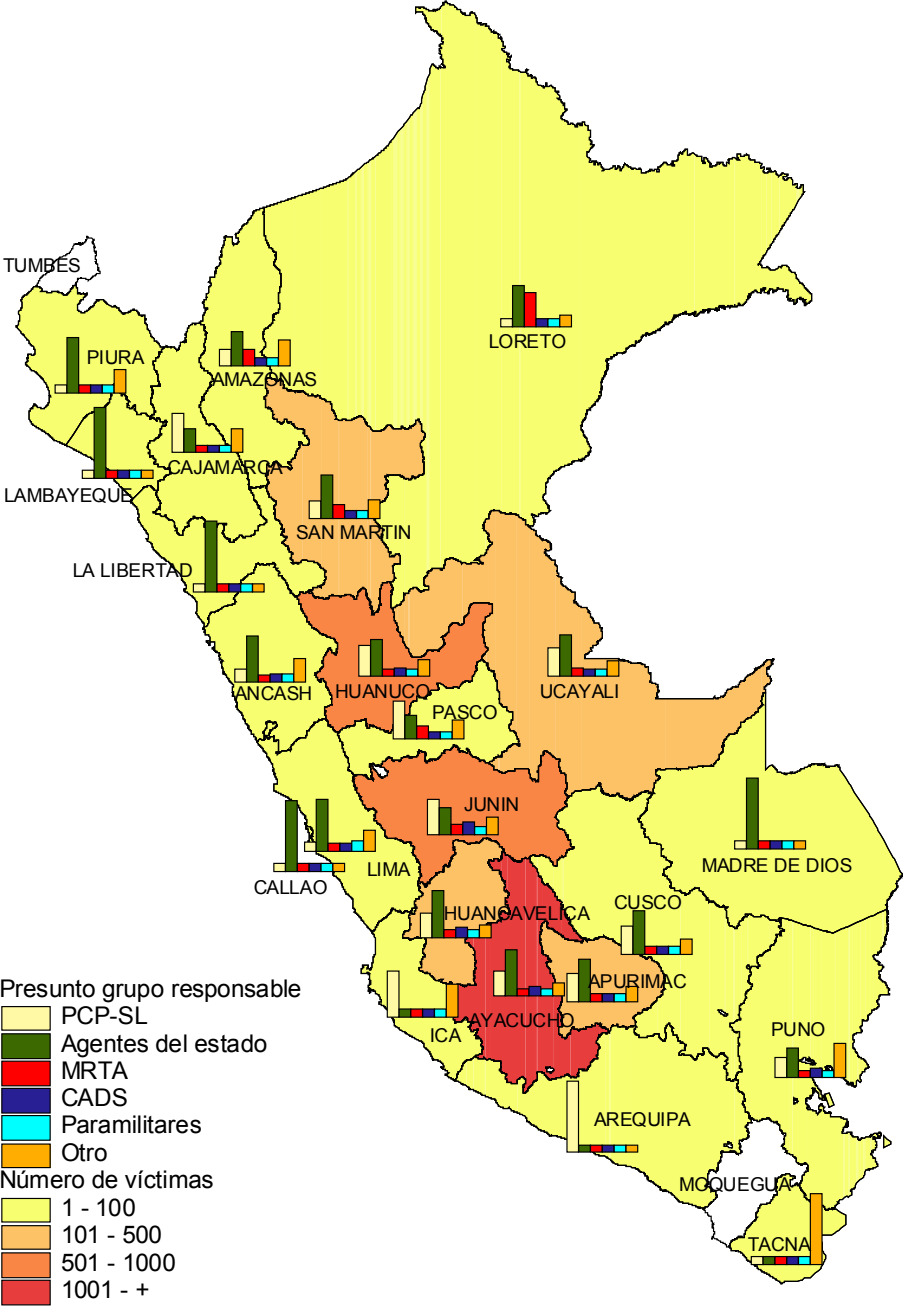 TUMBES
LORETO
PIURA
AMAZONAS
CAJAMARCA
LAMBAYEQUE
SAN MARTIN
LA LIBERTAD
ANCASH
HUANUCO
UCAYALI
PASCO
JUNIN
LIMA
MADRE DE DIOS
CALLAO
CUSCO
HUANCAVELICA
APURIMAC
AYACUCHO
ICA
PUNO
AREQUIPA
MOQUEGUA
TACNA
Presunto grupo responsable
PCP-SL
Agentes del estado
MRTA
CADS
Paramilitares
Otro
Número de víctimas
1 - 100
101 - 500
501 - 1000
1001 - +